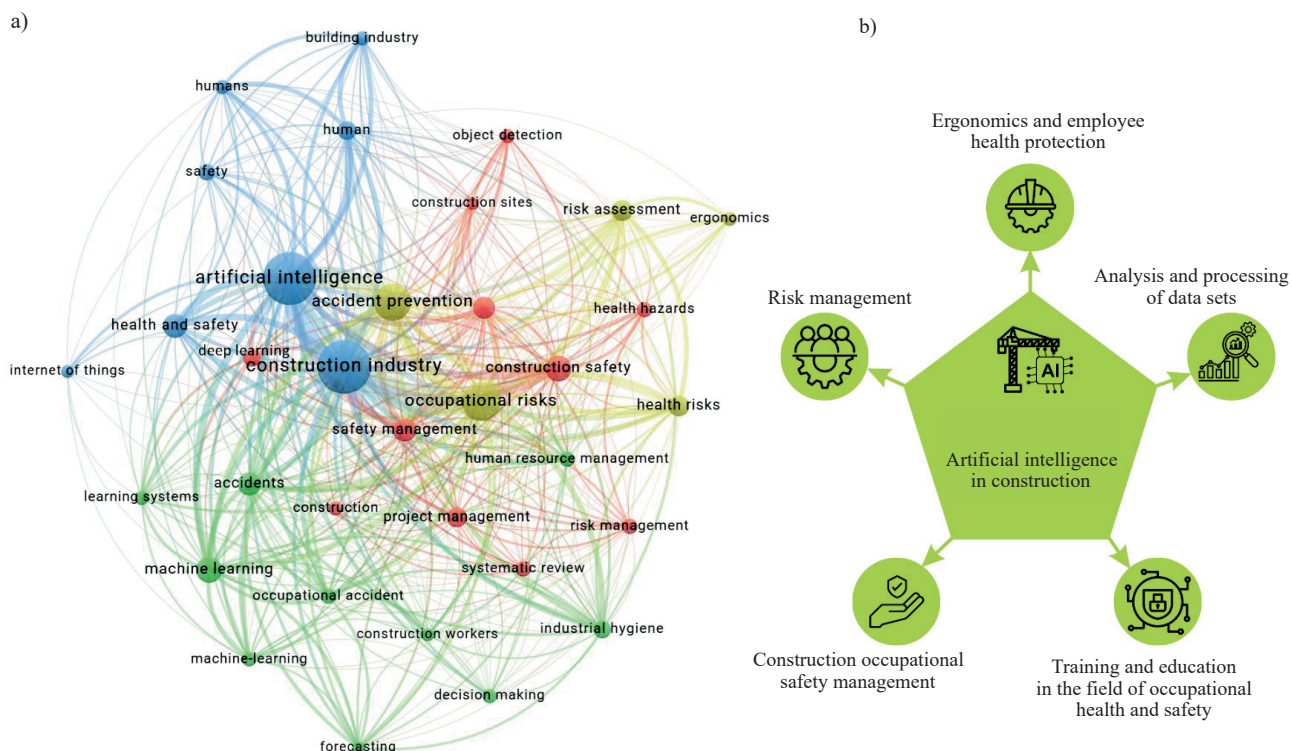 a)
building industry
humans
human
object detection
safety
construction sites
risk assessment
ergonomics
artificial intelligence
accident prevention
health hazards
health and safety
deep learning
construction industry
construction safety
internet of things
occupational risks
health risks
safety management
human resource management
accidents
learning systems
construction
project management
risk management
machine learning
systematic review
occupational accident
construction workers
industrial hygiene
machine-learning
decision making
forecasting
b)
Ergonomics and employee
health protection
Risk management
Analysis and processing
of data sets
AI
Artificial intelligence
in construction
Construction occupational
safety management
Training and education
in the field of occupational
health and safety